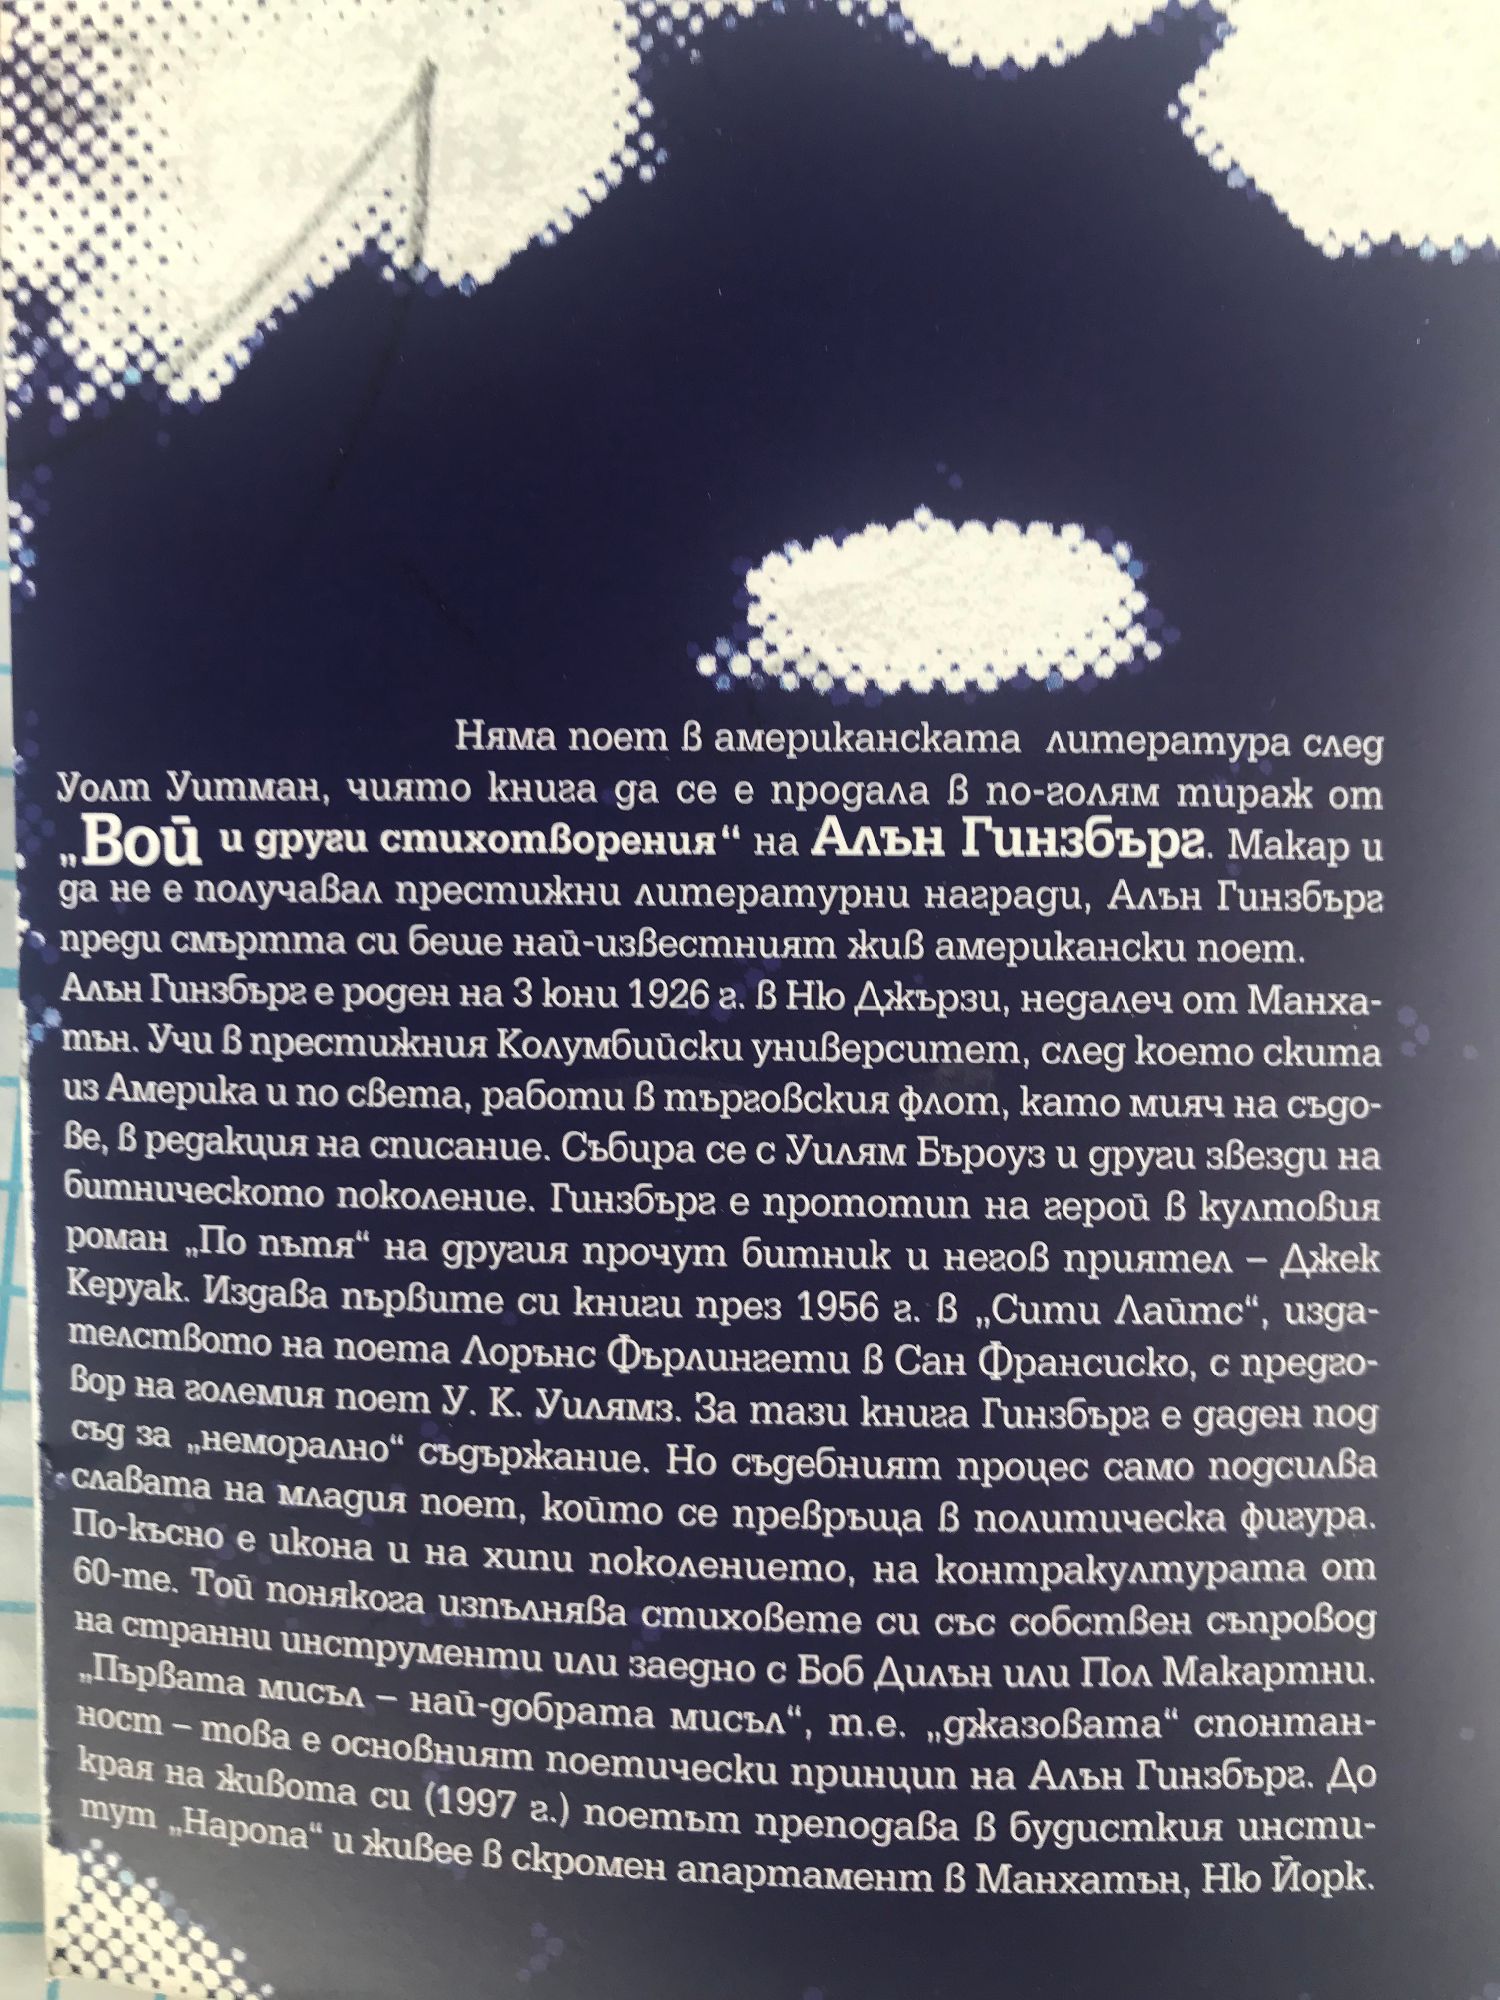 Няма поет в американската литература след
Уолт Уитман, чиято книга да се е продала в по-голям тираж от
„Вой и други стихотворения“ на Алън Гинзбърг. Макар и
да не е получавал престижни литературни награди, Алън Гинзбърг
преди смъртта си беше най-известният жив американски поет.
Алън Гинзбърг е роден на 3 юни 1926 г. в Ню Джързи, недалеч от Манха-
тън. Учи в престижния Колумбийски университет, след което скита
из Америка и по света, работи в търговския флот, като мияч на съдо-
ве, в редакция на списание. Събира се с Уилям Бъроуз и други звезди на
битническото поколение. Гинзбърг е прототип на герой в култовия
роман „По пътя“ на другия прочут битник и негов приятел – Джек
Керуак. Издава първите си книги през 1956 г. в „Сити Лайтс“, изда-
телството на поета Лорънс Фърлингети в Сан Франсиско, с предго-
вор на големия поет У. К. Уилямз. За тази книга Гинзбърг е даден под
съд за „неморално“ съдържание. Но съдебният процес само подсилва
славата на младия поет, който се превръща в политическа фигура.
По-късно е икона и на хипи поколението, на контракултурата от
60-те. Той понякога изпълнява стиховете си със собствен съпровод
на странни инструменти или заедно с Боб Дилън или Пол Макартни.
„Първата мисъл – най-добрата мисъл“, т.е. „джазовата“ спонтан-
ност – това е основният поетически принцип на Алън Гинзбърг. До
края на живота си (1997 г.) поетът преподава в будисткия инсти-
тут „Наропа“ и живее в скромен апартамент в Манхатън, Ню Йорк.